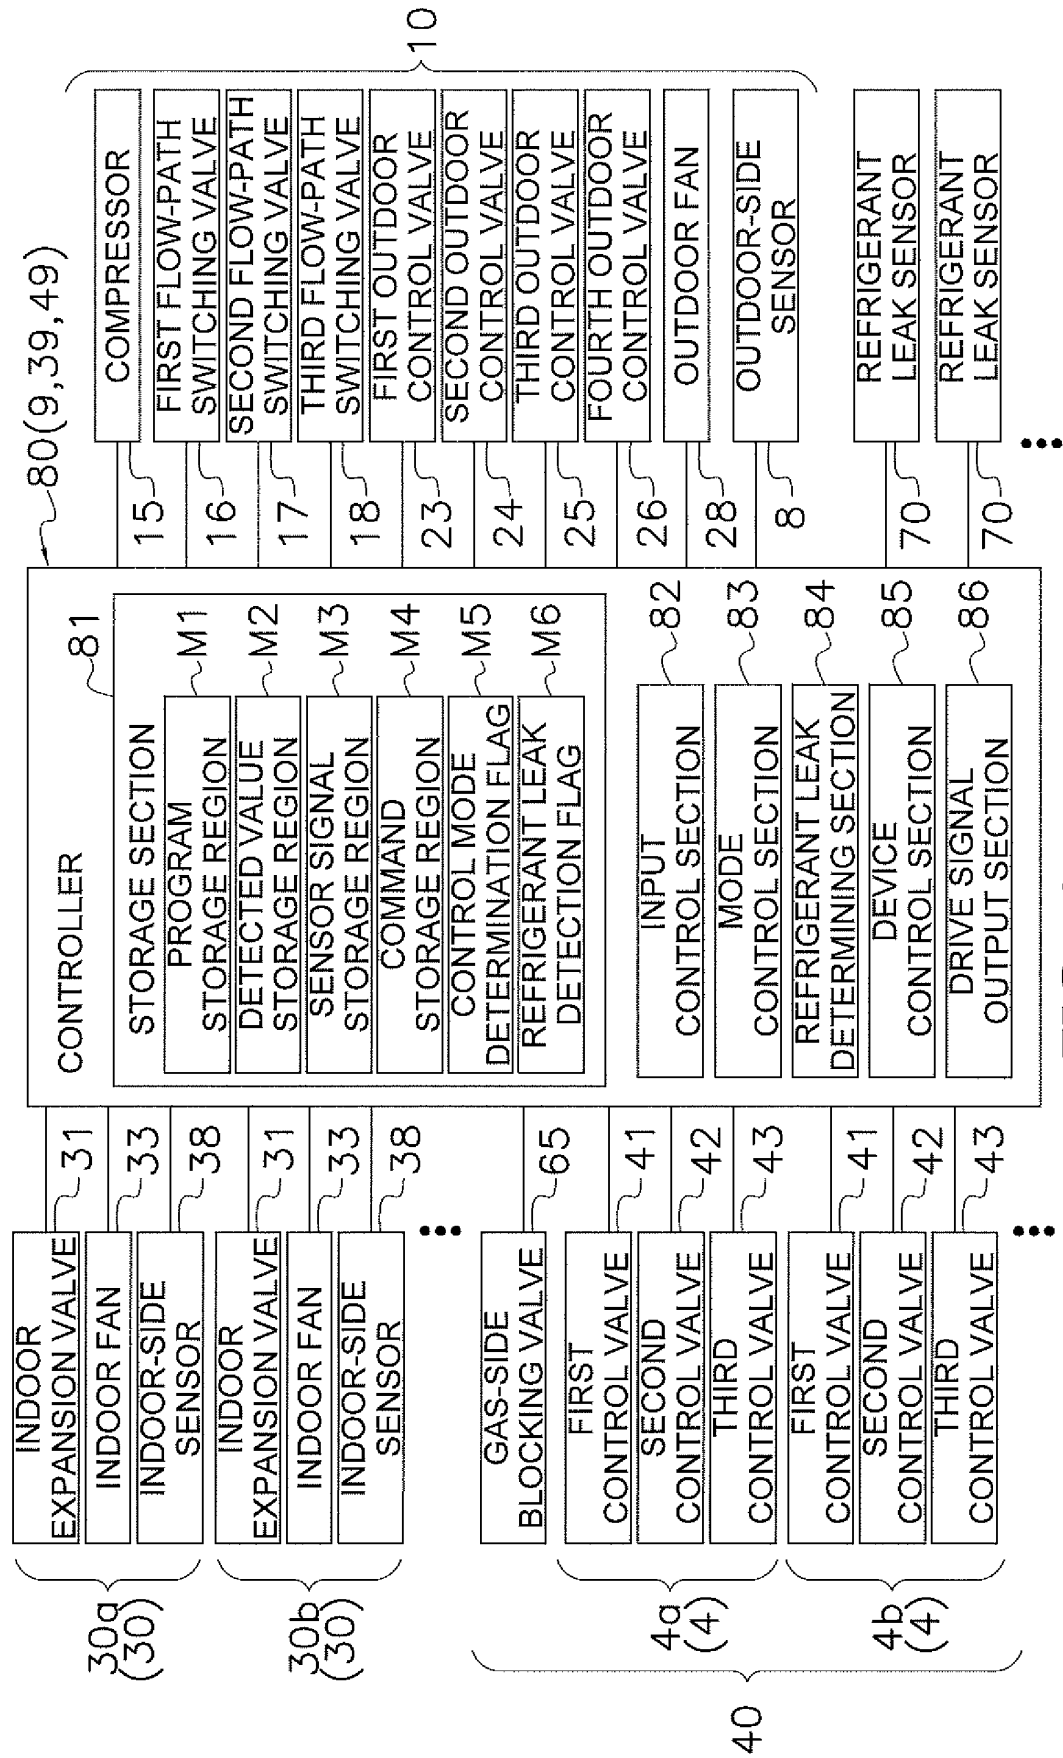 80(9,39,49)
INDOOR
EXPANSION VALVE
31
INDOOR FAN
33
INDOOR-SIDE
SENSOR
38
30a
(30)
INDOOR
EXPANSION VALVE
31
INDOOR FAN
33
INDOOR-SIDE
SENSOR
38
30b
(30)
GAS-SIDE
BLOCKING VALVE
65
FIRST
CONTROL VALVE
41
SECOND
CONTROL VALVE
42
THIRD
CONTROL VALVE
43
4a
(4)
FIRST
CONTROL VALVE
41
SECOND
CONTROL VALVE
42
THIRD
CONTROL VALVE
43
4b
(4)
40
CONTROLLER
81
STORAGE SECTION
PROGRAM
STORAGE REGION
M1
DETECTED VALUE
STORAGE REGION
M2
SENSOR SIGNAL
STORAGE REGION
M3
COMMAND
STORAGE REGION
M4
CONTROL MODE
DETERMINATION FLAG
M5
REFRIGERANT LEAK
DETECTION FLAG
M6
INPUT
CONTROL SECTION
82
MODE
CONTROL SECTION
83
REFRIGERANT LEAK
DETERMINING SECTION
84
DEVICE
CONTROL SECTION
85
DRIVE SIGNAL
OUTPUT SECTION
86
COMPRESSOR
15
FIRST FLOW-PATH
SWITCHING VALVE
16
SECOND FLOW-PATH
SWITCHING VALVE
17
THIRD FLOW-PATH
SWITCHING VALVE
18
FIRST OUTDOOR
CONTROL VALVE
23
SECOND OUTDOOR
CONTROL VALVE
24
THIRD OUTDOOR
CONTROL VALVE
25
FOURTH OUTDOOR
CONTROL VALVE
26
OUTDOOR FAN
28
OUTDOOR-SIDE
SENSOR
8
10
REFRIGERANT
LEAK SENSOR
70
REFRIGERANT
LEAK SENSOR
70